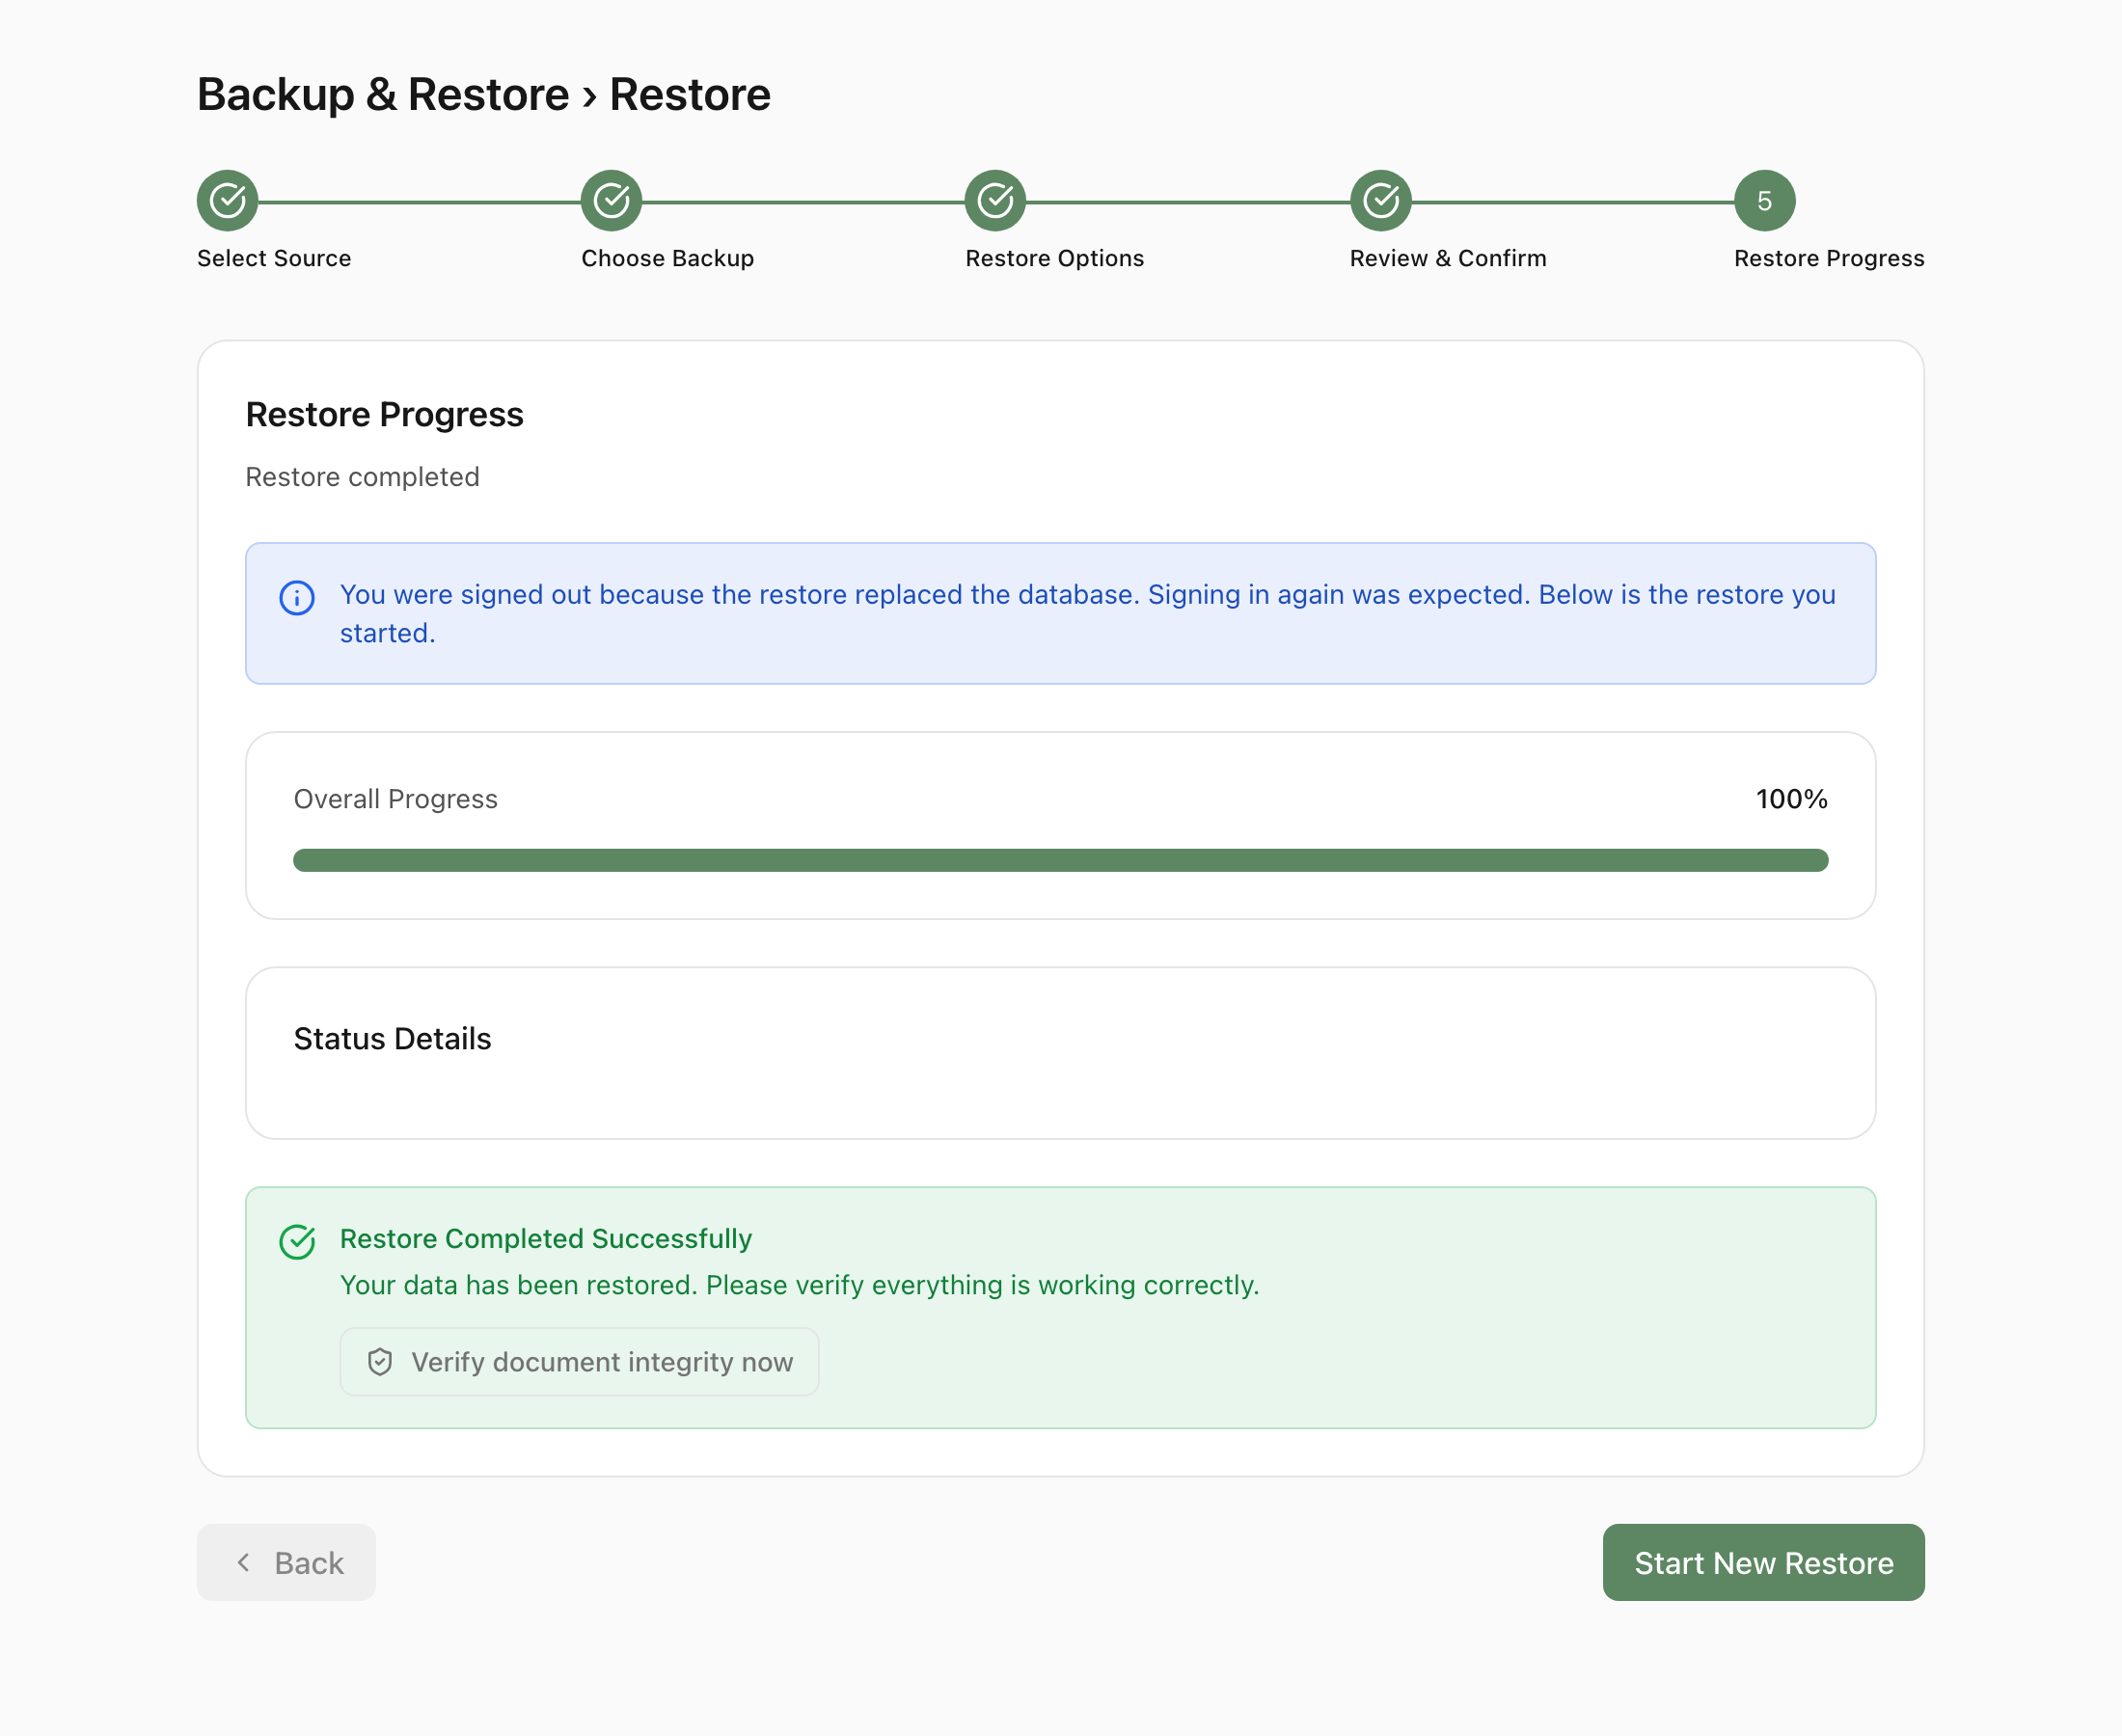 Backup & Restore › Restore
5
Select Source
Choose Backup
Restore Options
Review & Confirm
Restore Progress
Restore Progress
Restore completed
You were signed out because the restore replaced the database. Signing in again was expected. Below is the restore you
started.
Overall Progress
100%
Status Details
Restore Completed Successfully
Your data has been restored. Please verify everything is working correctly.
Verify document integrity now
Back
Start New Restore